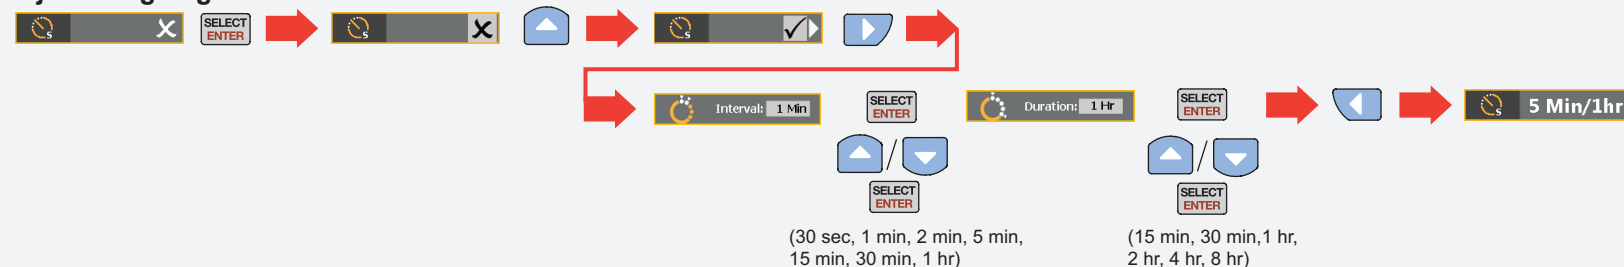 SELECT
ENTER
s
s
s
Interval: 1 Min
SELECT
ENTER
SELECT
ENTER
(30 sec, 1 min, 2 min, 5 min,
15 min, 30 min, 1 hr)
Duration: 1 Hr
SELECT
ENTER
SELECT
ENTER
(15 min, 30 min,1 hr,
2 hr, 4 hr, 8 hr)
s 5 Min/1hr